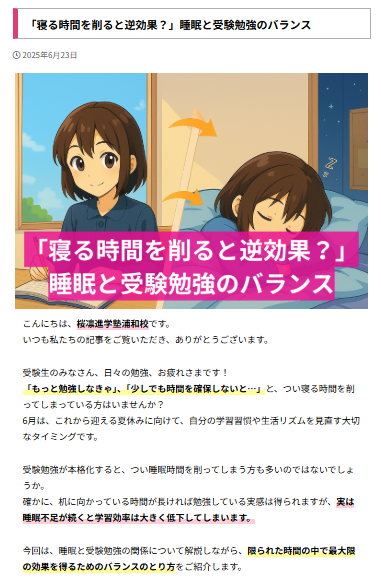 「寝る時間を削ると逆効果？」睡眠と受験勉強のバランス
2025年6月23日
z
z
「寝る時間を削ると逆効果？」
睡眠と受験勉強のバランス
こんにちは、桜凛進学塾浦和校です。
いつも私たちの記事をご覧いただき、ありがとうございます。
受験生のみなさん、日々の勉強、お疲れさまです！
「もっと勉強しなきゃ」、「少しでも時間を確保しないと…」と、つい寝る時間を削
ってしまっている方はいませんか？
6月は、これから迎える夏休みに向けて、自分の学習習慣や生活リズムを見直す大切
なタイミングです。
受験勉強が本格化すると、つい睡眠時間を削ってしまう方も多いのではないでしょ
うか。
確かに、机に向かっている時間が長ければ勉強している実感は得られますが、実は
睡眠不足が続くと学習効率は大きく低下してしまいます。
今回は、睡眠と受験勉強の関係について解説しながら、限られた時間の中で最大限
の効果を得るためのバランスのとり方をご紹介します。